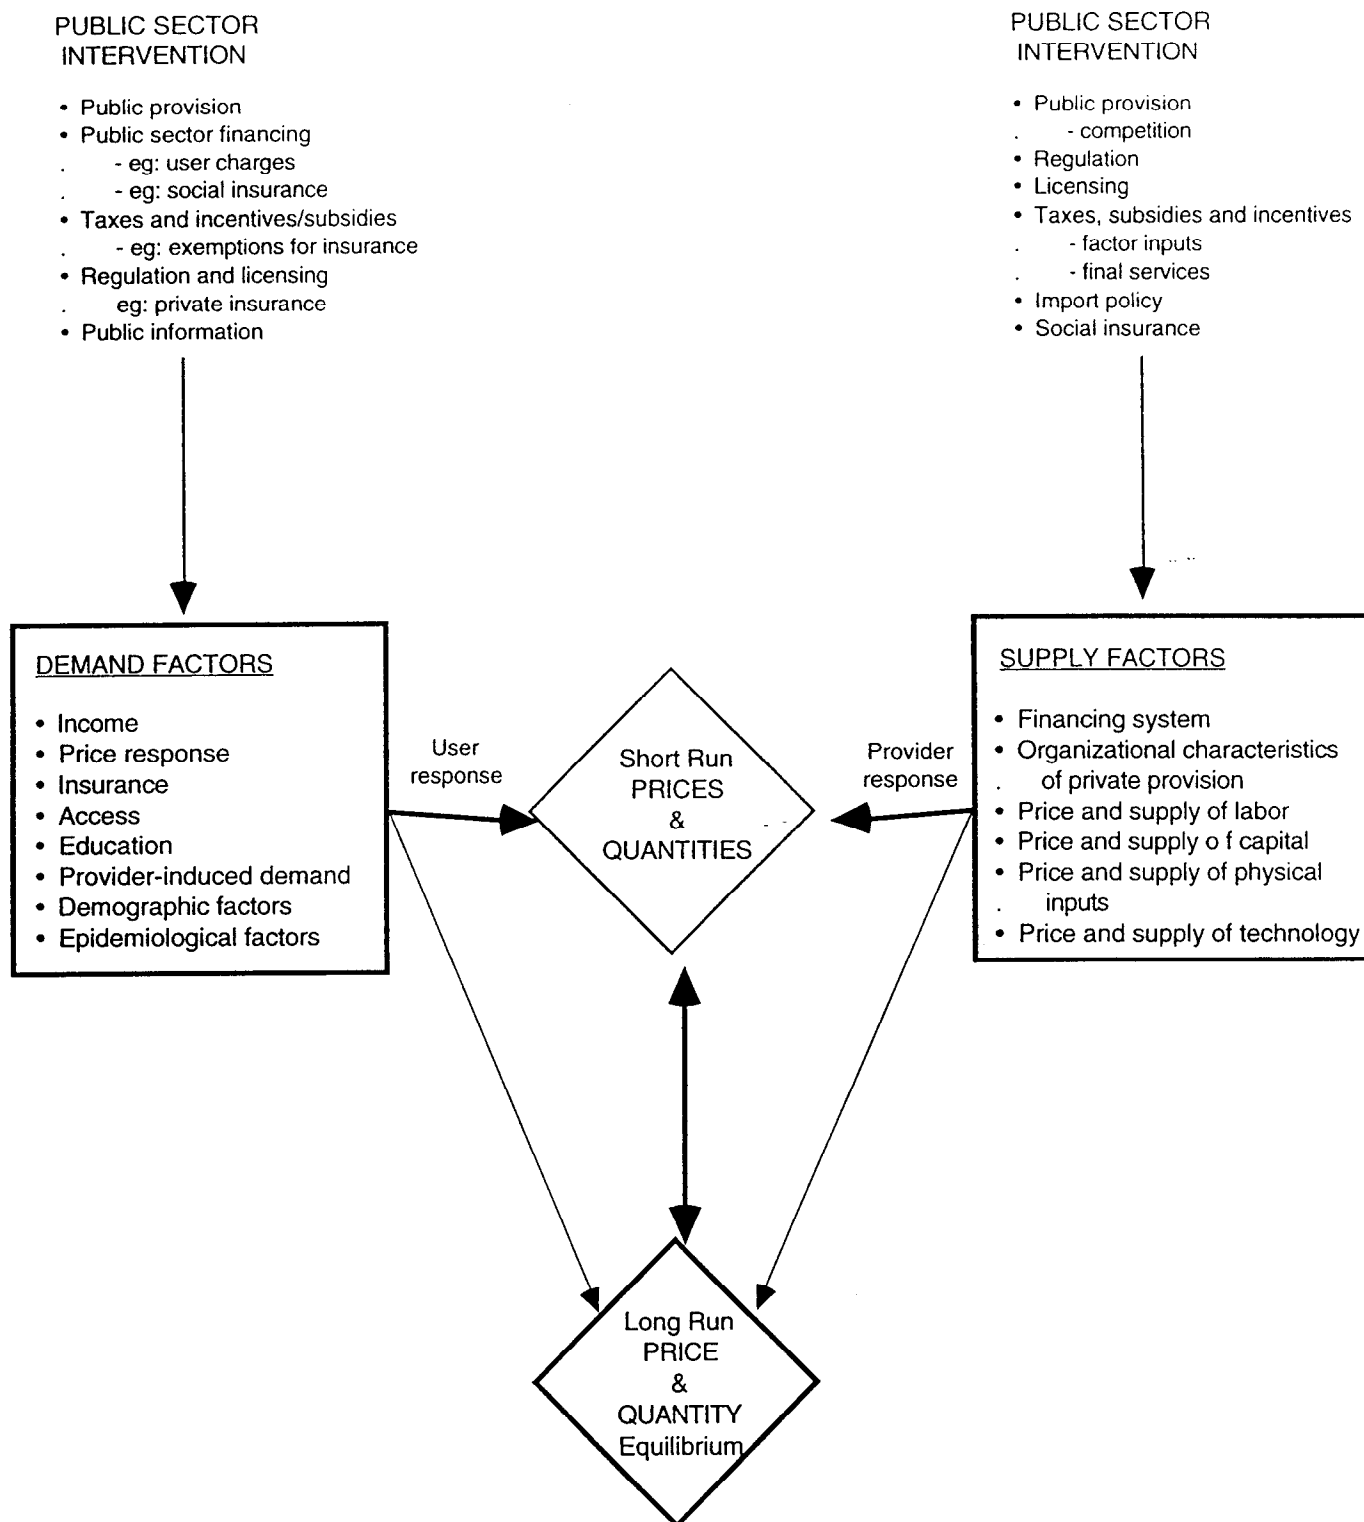 PUBLIC SECTOR
INTERVENTION
• Public provision
• Public sector financing
. - eg: user charges
. - eg: social insurance
• Taxes and incentives/subsidies
. - eg: exemptions for insurance
• Regulation and licensing
. eg: private insurance
• Public information
PUBLIC SECTOR
INTERVENTION
• Public provision
. - competition
• Regulation
• Licensing
• Taxes, subsidies and incentives
. - factor inputs
. - final services
• Import policy
• Social insurance
DEMAND FACTORS
• Income
• Price response
• Insurance
• Access
• Education
• Provider-induced demand
• Demographic factors
• Epidemiological factors
User
response
Short Run
PRICES
&
QUANTITIES
Provider
response
SUPPLY FACTORS
• Financing system
• Organizational characteristics
. of private provision
• Price and supply of labor
• Price and supply o f capital
• Price and supply of physical
. inputs
• Price and supply of technology
Long Run
PRICE
&
QUANTITY
Equilibrium